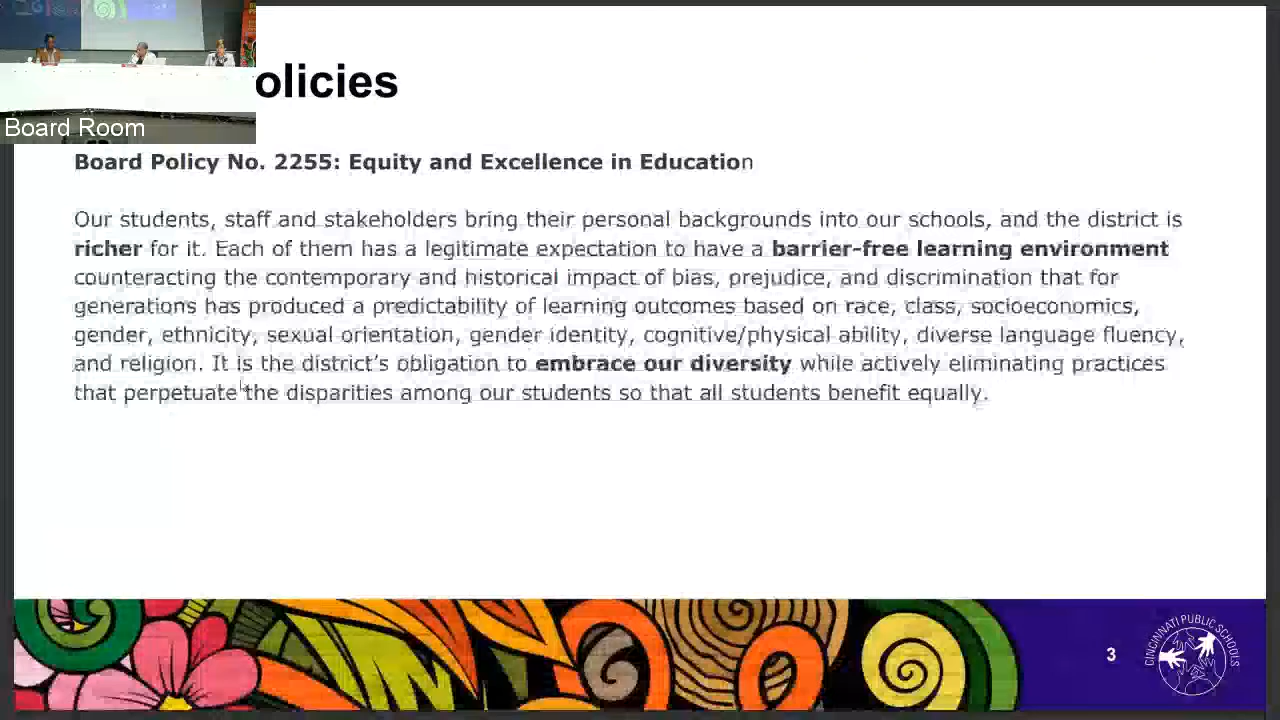 olicies
Board Room
Board Policy No. 2255: Equity and Excellence in Education
Our students, staff and stakeholders bring their personal backgrounds into our schools, and the district is
richer for it. Each of them has a legitimate expectation to have a barrier-free learning environment
counteracting the contemporary and historical impact of bias, prejudice, and discrimination that for
generations has produced a predictability of learning outcomes based on race, class, socioeconomics,
gender, ethnicity, sexual orientation, gender identity, cognitive/physical ability, diverse language fluency,
and religion. It is the district’s obligation to embrace our diversity while actively eliminating practices
that perpetuate the disparities among our students so that all students benefit equally.
3
CINCINNATI PUBLIC SCHOOLS